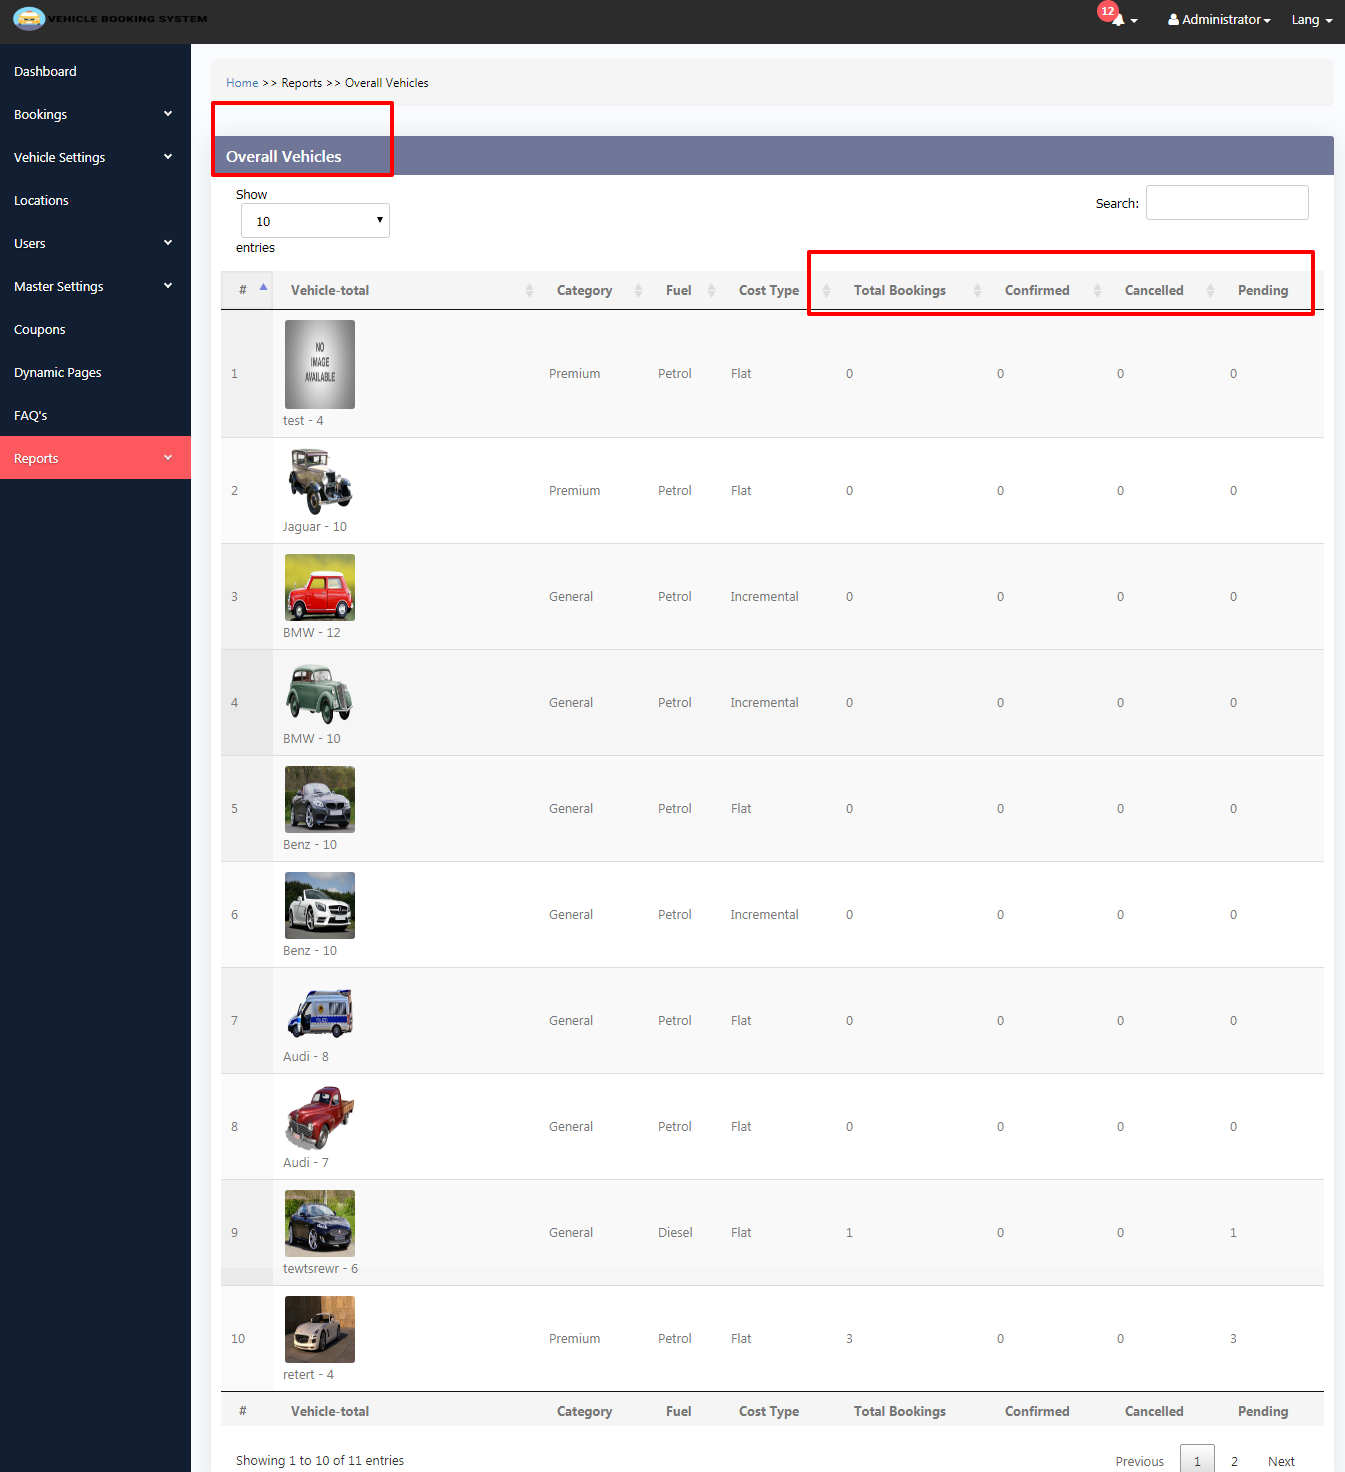 VEHICLE BOOKING SYSTEM
12
Administrator
Lang
Dashboard
Bookings
Vehicle Settings
Locations
Users
Master Settings
Coupons
Dynamic Pages
FAQ's
Reports
Home >> Reports >> Overall Vehicles
Overall Vehicles
Show
10
entries
Search:
# Vehicle-total Category Fuel Cost Type Total Bookings Confirmed Cancelled Pending
NO
IMAGE
AVAILABLE
1 Premium Petrol Flat 0 0 0 0
test - 4
2 Premium Petrol Flat 0 0 0 0
Jaguar - 10
3 General Petrol Incremental 0 0 0 0
BMW - 12
4 General Petrol Incremental 0 0 0 0
BMW - 10
5 General Petrol Flat 0 0 0 0
Benz - 10
6 General Petrol Incremental 0 0 0 0
Benz - 10
7 General Petrol Flat 0 0 0 0
Audi - 8
8 General Petrol Flat 0 0 0 0
Audi - 7
9 General Diesel Flat 1 0 0 1
tewtsrewr - 6
10 Premium Petrol Flat 3 0 0 3
retert - 4
# Vehicle-total Category Fuel Cost Type Total Bookings Confirmed Cancelled Pending
Showing 1 to 10 of 11 entries
Previous 1 2 Next